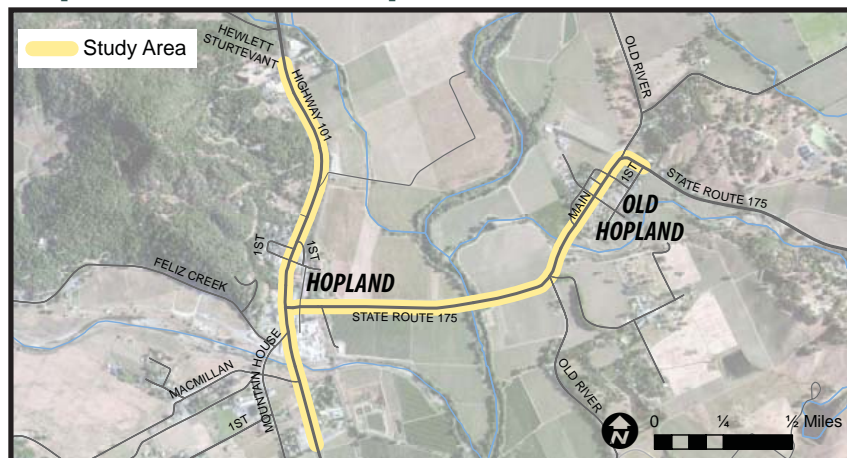 Study Area
HEWLETT
STURTEVANT
HIGHWAY 101
OLD RIVER
1ST
MAIN
STATE ROUTE 175
OLD
HOPLAND
1ST
1ST
FELIZ CREEK
HOPLAND
STATE ROUTE 175
MOUNTAIN HOUSE
MACMILLAN
1ST
OLD RIVER
N
0 ¼ ½ Miles